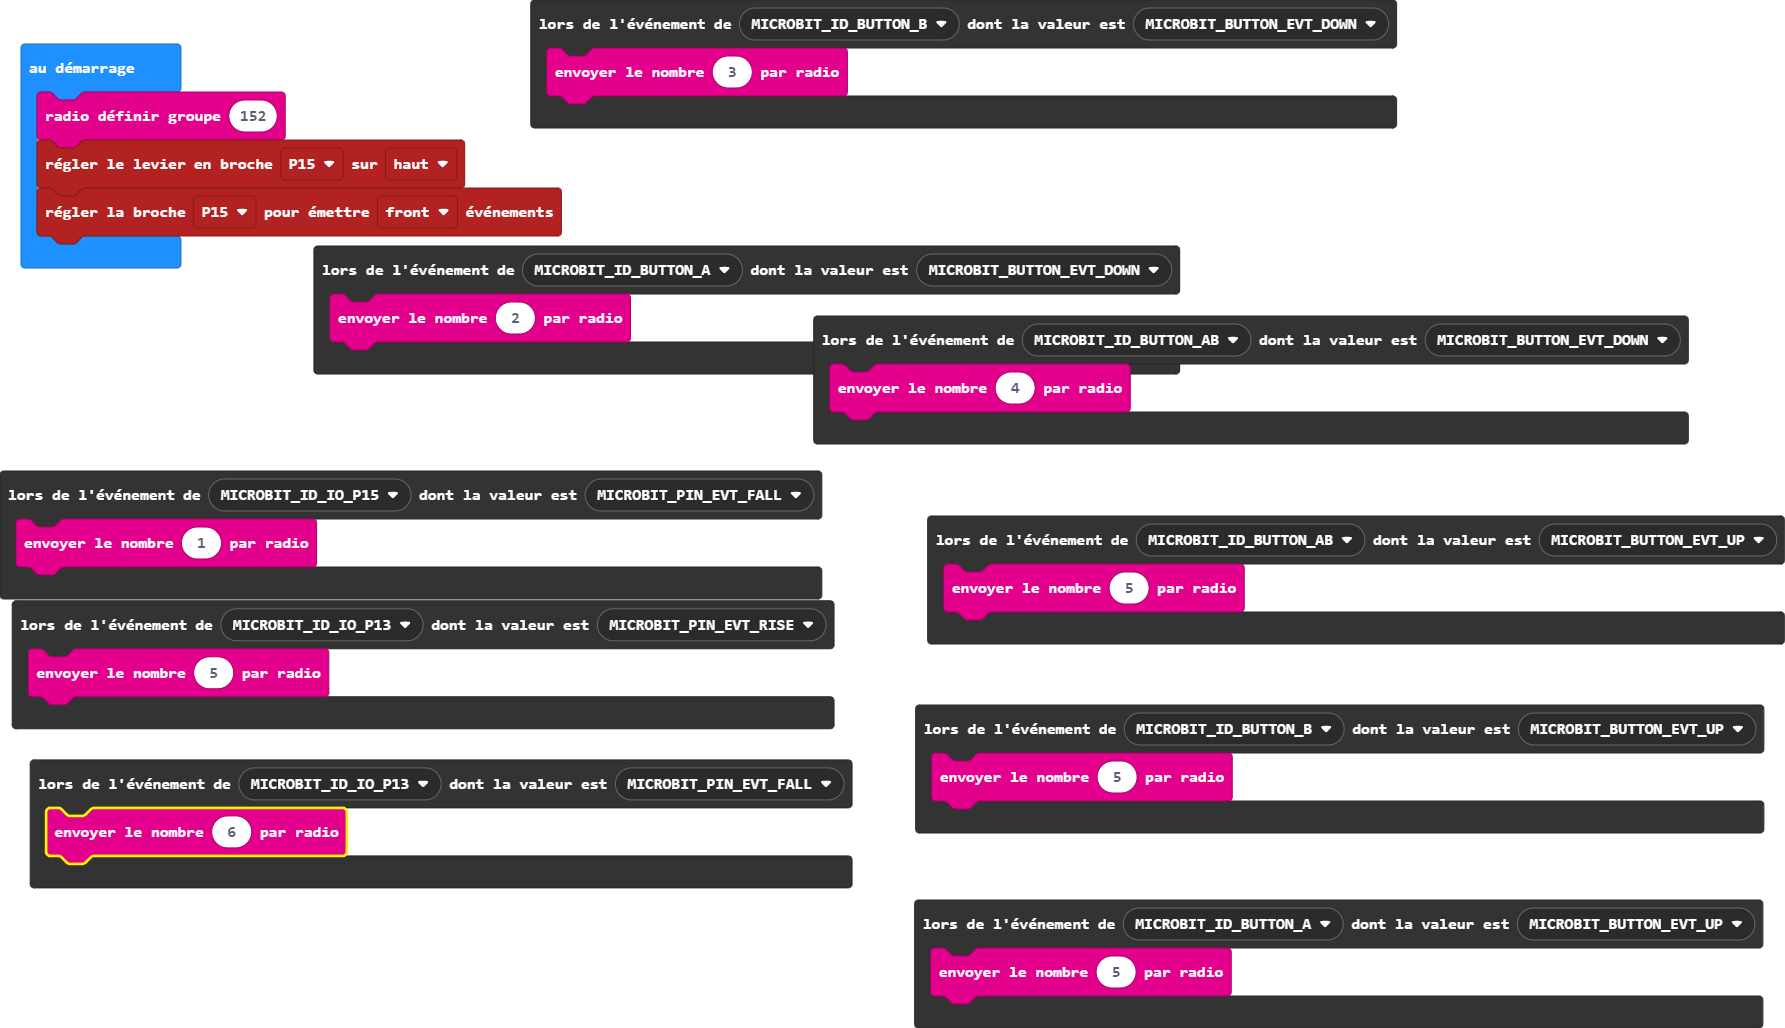 lors de l'événement de MICROBIT_ID_BUTTON_B dont la valeur est MICROBIT_BUTTON_EVT_DOWN
envoyer le nombre 3 par radio
au démarrage
radio définir groupe 152
régler le levier en broche P15 sur haut
régler la broche P15 pour émettre front événements
lors de l'événement de MICROBIT_ID_BUTTON_A dont la valeur est MICROBIT_BUTTON_EVT_DOWN
envoyer le nombre 2 par radio
lors de l'événement de MICROBIT_ID_BUTTON_AB dont la valeur est MICROBIT_BUTTON_EVT_DOWN
envoyer le nombre 4 par radio
lors de l'événement de MICROBIT_ID_IO_P15 dont la valeur est MICROBIT_PIN_EVT_FALL
envoyer le nombre 1 par radio
lors de l'événement de MICROBIT_ID_BUTTON_AB dont la valeur est MICROBIT_BUTTON_EVT_UP
envoyer le nombre 5 par radio
lors de l'événement de MICROBIT_ID_IO_P13 dont la valeur est MICROBIT_PIN_EVT_RISE
envoyer le nombre 5 par radio
lors de l'événement de MICROBIT_ID_BUTTON_B dont la valeur est MICROBIT_BUTTON_EVT_UP
envoyer le nombre 5 par radio
lors de l'événement de MICROBIT_ID_IO_P13 dont la valeur est MICROBIT_PIN_EVT_FALL
envoyer le nombre 6 par radio
lors de l'événement de MICROBIT_ID_BUTTON_A dont la valeur est MICROBIT_BUTTON_EVT_UP
envoyer le nombre 5 par radio